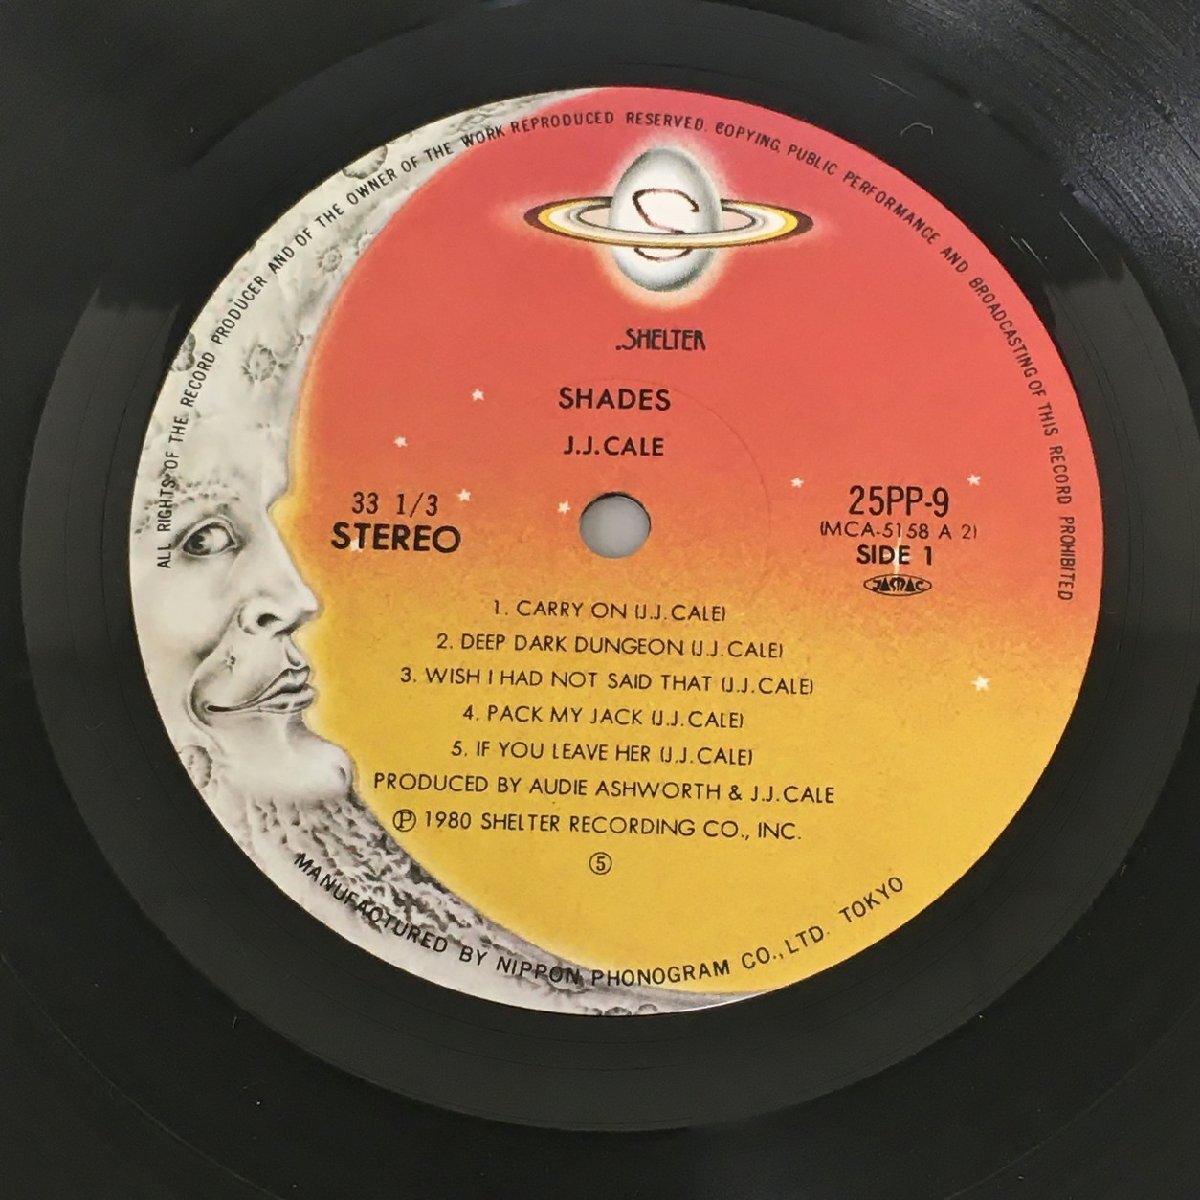 ALL RIGHTS OF THE RECORD PRODUCER AND OF THE OWNER OF THE WORK REPRODUCED RESERVED. COPYING, PUBLIC PERFORMANCE AND BROADCASTING OF THIS RECORD PROHIBITED
S
SHELTER
SHADES
J.J.CALE
33 1/3
STEREO
25PP-9
(MCA-5158 A 2)
SIDE 1
JASRAC
1. CARRY ON (J.J.CALE)
2. DEEP DARK DUNGEON (J.J.CALE)
3. WISH I HAD NOT SAID THAT (J.J.CALE)
4. PACK MY JACK (J.J.CALE)
5. IF YOU LEAVE HER (J.J.CALE)
PRODUCED BY AUDIE ASHWORTH & J.J.CALE
Ⓟ 1980 SHELTER RECORDING CO., INC.
⑤
MANUFACTURED BY NIPPON PHONOGRAM CO., LTD. TOKYO